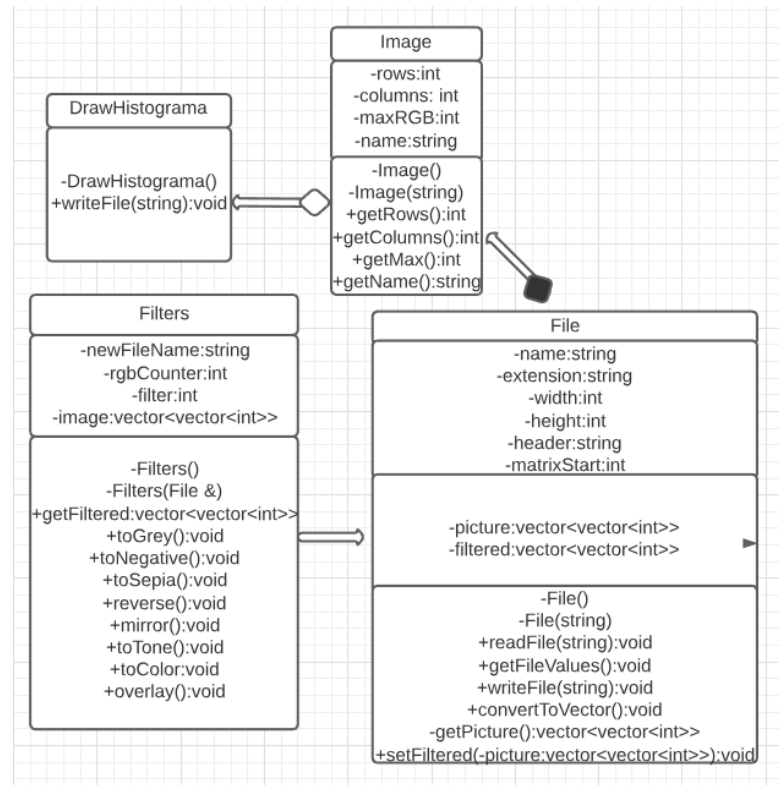 Image
-rows:int
-columns: int
-maxRGB:int
-name:string
-Image()
-Image(string)
+getRows():int
+getColumns():int
+getMax():int
+getName():string
DrawHistograma
-DrawHistograma()
+writeFile(string):void
Filters
-newFileName:string
-rgbCounter:int
-filter:int
-image:vector<vector<int>>
-Filters()
-Filters(File &)
+getFiltered:vector<vector<int>>
+toGrey():void
+toNegative():void
+toSepia():void
+reverse():void
+mirror():void
+toTone():void
+toColor:void
+overlay():void
File
-name:string
-extension:string
-width:int
-height:int
-header:string
-matrixStart:int
-picture:vector<vector<int>>
-filtered:vector<vector<int>>
-File()
-File(string)
+readFile(string):void
+getFileValues():void
+writeFile(string):void
+convertToVector():void
-getPicture():vector<vector<int>>
+setFiltered(-picture:vector<vector<int>>):void